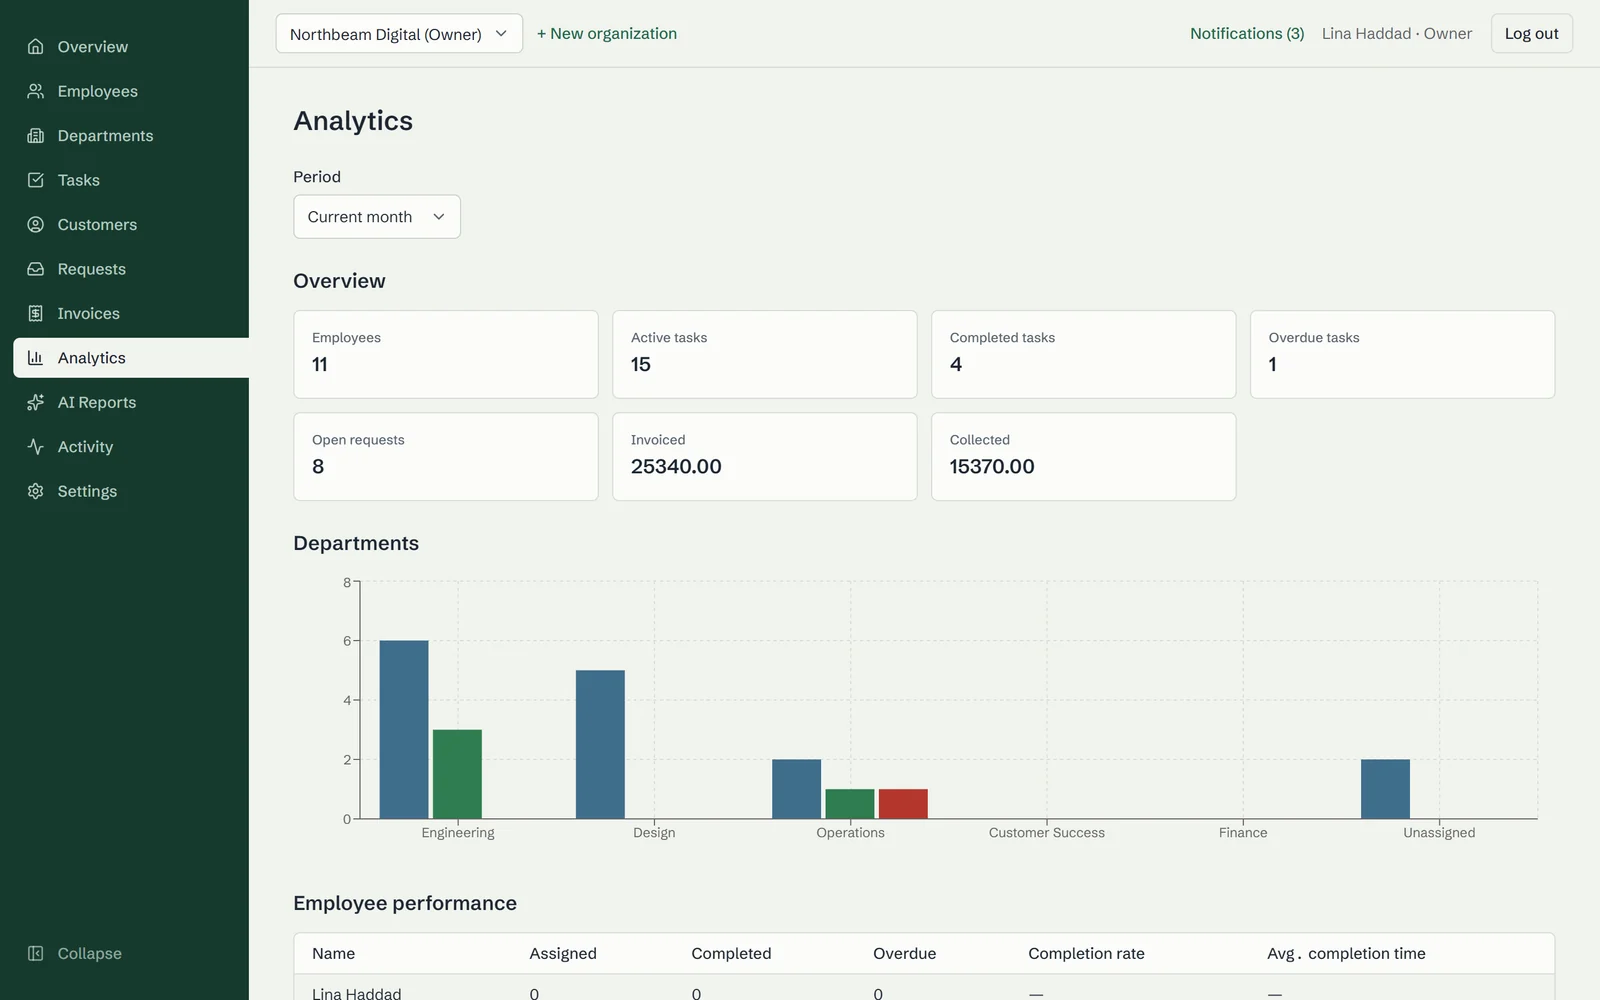 Overview
Employees
Departments
Tasks
Customers
Requests
Invoices
Analytics
AI Reports
Activity
Settings
Collapse
Northbeam Digital (Owner)
+ New organization
Notifications (3)
Lina Haddad · Owner
Log out
Analytics
Period
Current month
Overview
Employees
11
Active tasks
15
Completed tasks
4
Overdue tasks
1
Open requests
8
Invoiced
25340.00
Collected
15370.00
Departments
8
6
4
2
0
Engineering Design Operations Customer Success Finance Unassigned
Employee performance
Name Assigned Completed Overdue Completion rate Avg. completion time
Lina Haddad 0 0 0 — —